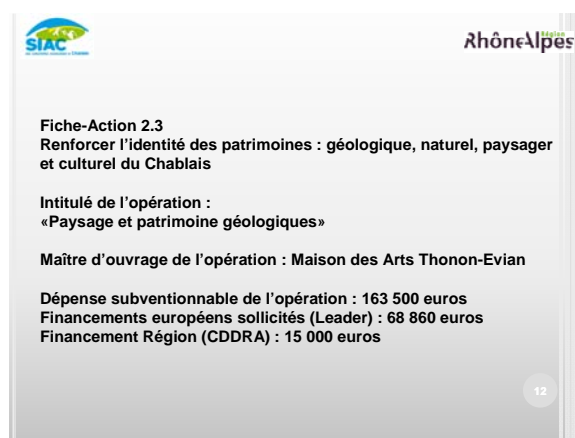 SIAC
Région
RhôneAlpes
Fiche-Action 2.3
Renforcer l'identité des patrimoines : géologique, naturel, paysager
et culturel du Chablais
Intitulé de l'opération :
«Paysage et patrimoine géologiques»
Maître d'ouvrage de l'opération : Maison des Arts Thonon-Evian
Dépense subventionnable de l'opération : 163 500 euros
Financements européens sollicités (Leader) : 68 860 euros
Financement Région (CDDRA) : 15 000 euros
12